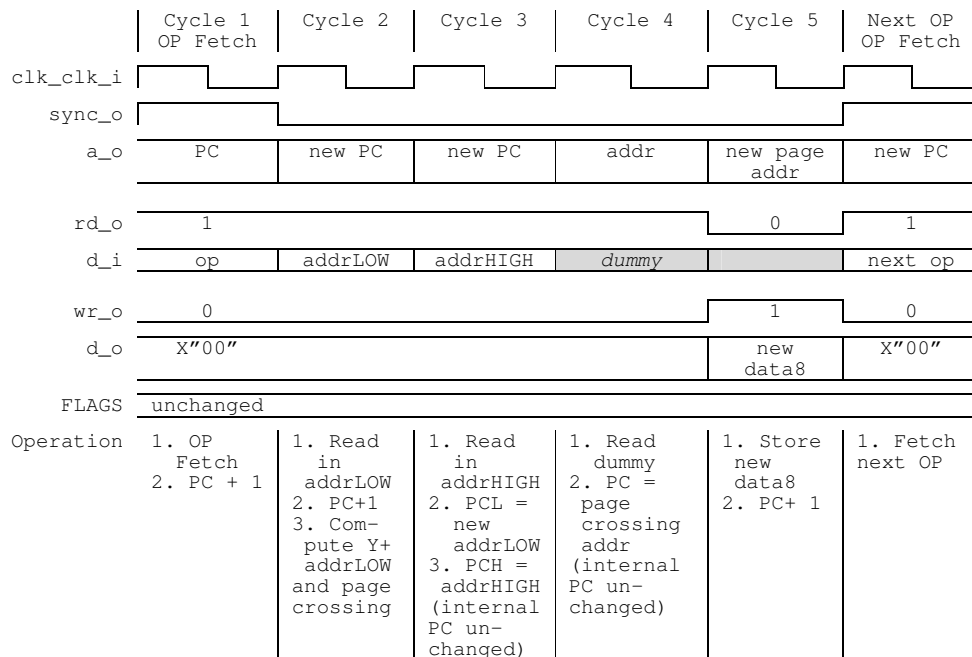 Cycle 1 Cycle 2 Cycle 3 Cycle 4 Cycle 5 Next OP
OP Fetch OP Fetch
clk_clk_i
sync_o
a_o PC new PC new PC addr new page new PC
addr
rd_o 1 0 1
d_i op addrLOW addrHIGH dummy next op
wr_o 0 1 0
d_o X"00" new X"00"
data8
FLAGS unchanged
Operation 1. OP 1. Read 1. Read 1. Read 1. Store 1. Fetch
Fetch in in dummy new next OP
2. PC + 1 addrLOW addrHIGH 2. PC = data8
2. PC+1 2. PCL = page 2. PC+ 1
3. Com- new crossing
pute Y+ addrLOW addr
addrLOW 3. PCH = (internal
and page addrHIGH PC un-
crossing (internal changed)
PC un-
changed)